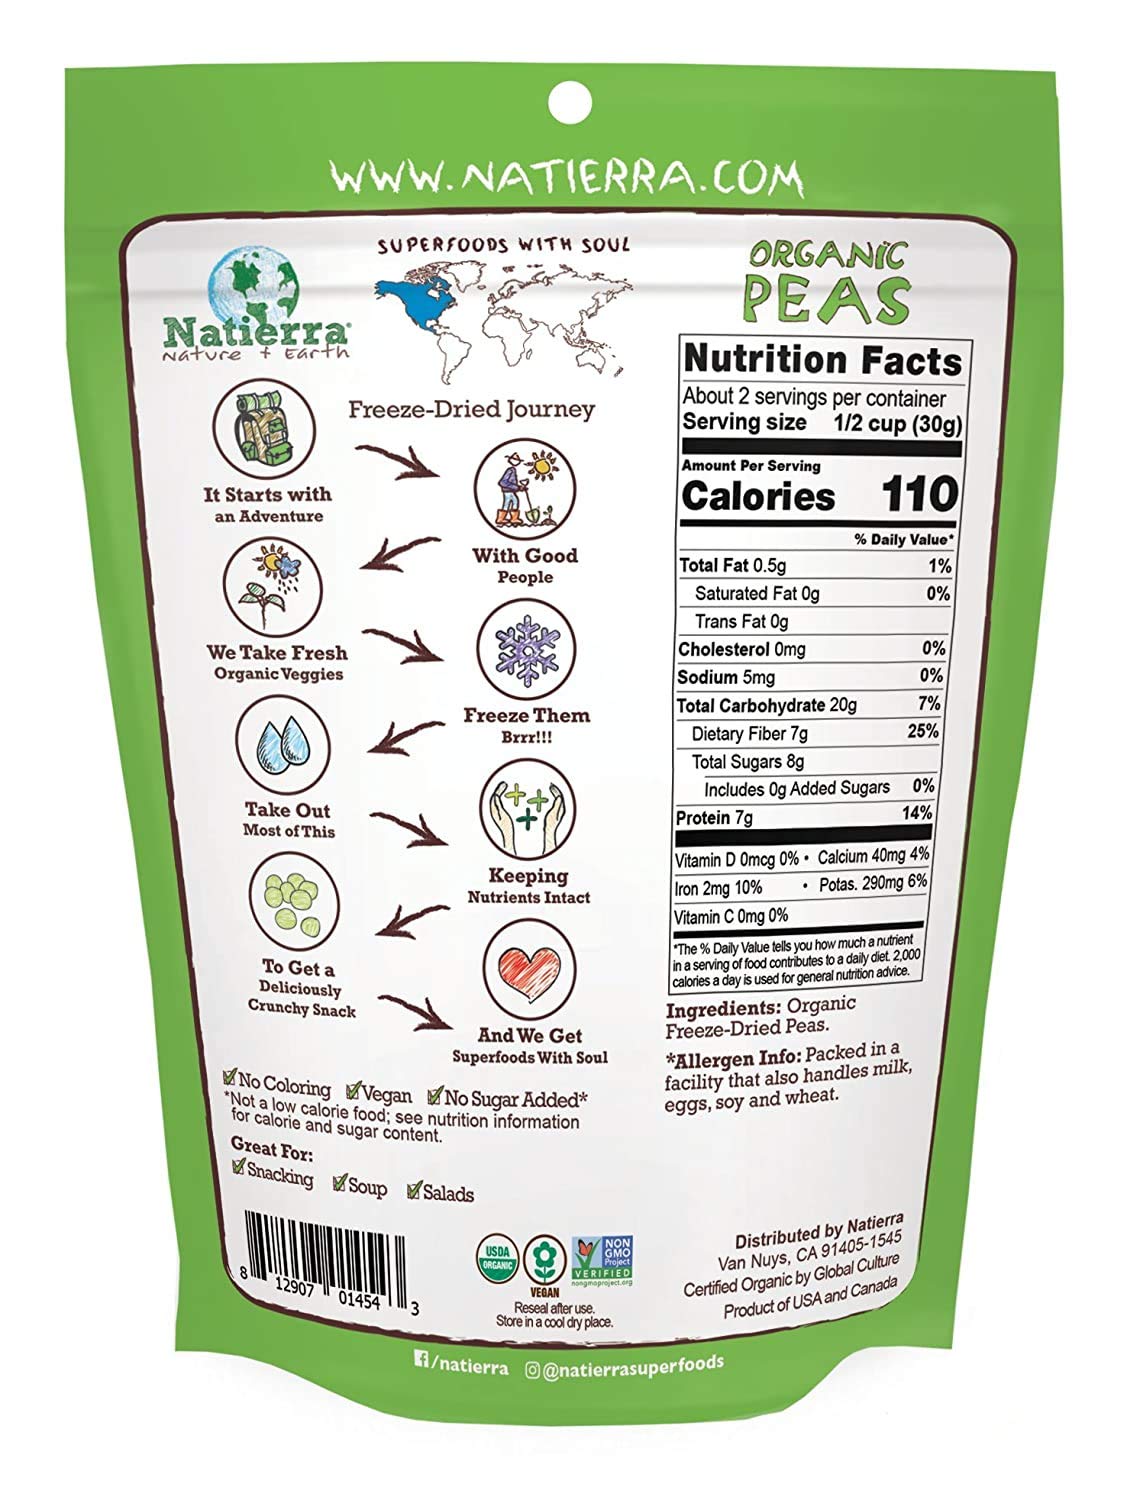 WWW.NATIERRA.COM
Natierra®
Nature + Earth
SUPERFOODS WITH SOUL
Freeze-Dried Journey
It Starts with
an Adventure
With Good
People
We Take Fresh
Organic Veggies
Freeze Them
Brrr!!!
Take Out
Most of This
Keeping
Nutrients Intact
To Get a
Deliciously
Crunchy Snack
And We Get
Superfoods With Soul
No Coloring Vegan No Sugar Added*
*Not a low calorie food; see nutrition information
for calorie and sugar content.
Great For:
Snacking Soup Salads
8 12907 01454 3
USDA
ORGANIC
VEGAN
NON
GMO
Project
VERIFIED
nongmoproject.org
Reseal after use.
Store in a cool dry place.
ORGANIC
PEAS
Nutrition Facts
About 2 servings per container
Serving size 1/2 cup (30g)
Amount Per Serving
Calories 110
% Daily Value*
Total Fat 0.5g 1%
Saturated Fat 0g 0%
Trans Fat 0g
Cholesterol 0mg 0%
Sodium 5mg 0%
Total Carbohydrate 20g 7%
Dietary Fiber 7g 25%
Total Sugars 8g
Includes 0g Added Sugars 0%
Protein 7g 14%
Vitamin D 0mcg 0% • Calcium 40mg 4%
Iron 2mg 10% • Potas. 290mg 6%
Vitamin C 0mg 0%
*The % Daily Value tells you how much a nutrient
in a serving of food contributes to a daily diet. 2,000
calories a day is used for general nutrition advice.
Ingredients: Organic
Freeze-Dried Peas.
*Allergen Info: Packed in a
facility that also handles milk,
eggs, soy and wheat.
Distributed by Natierra
Van Nuys, CA 91405-1545
Certified Organic by Global Culture
Product of USA and Canada
f/natierra @natierrasuperfoods